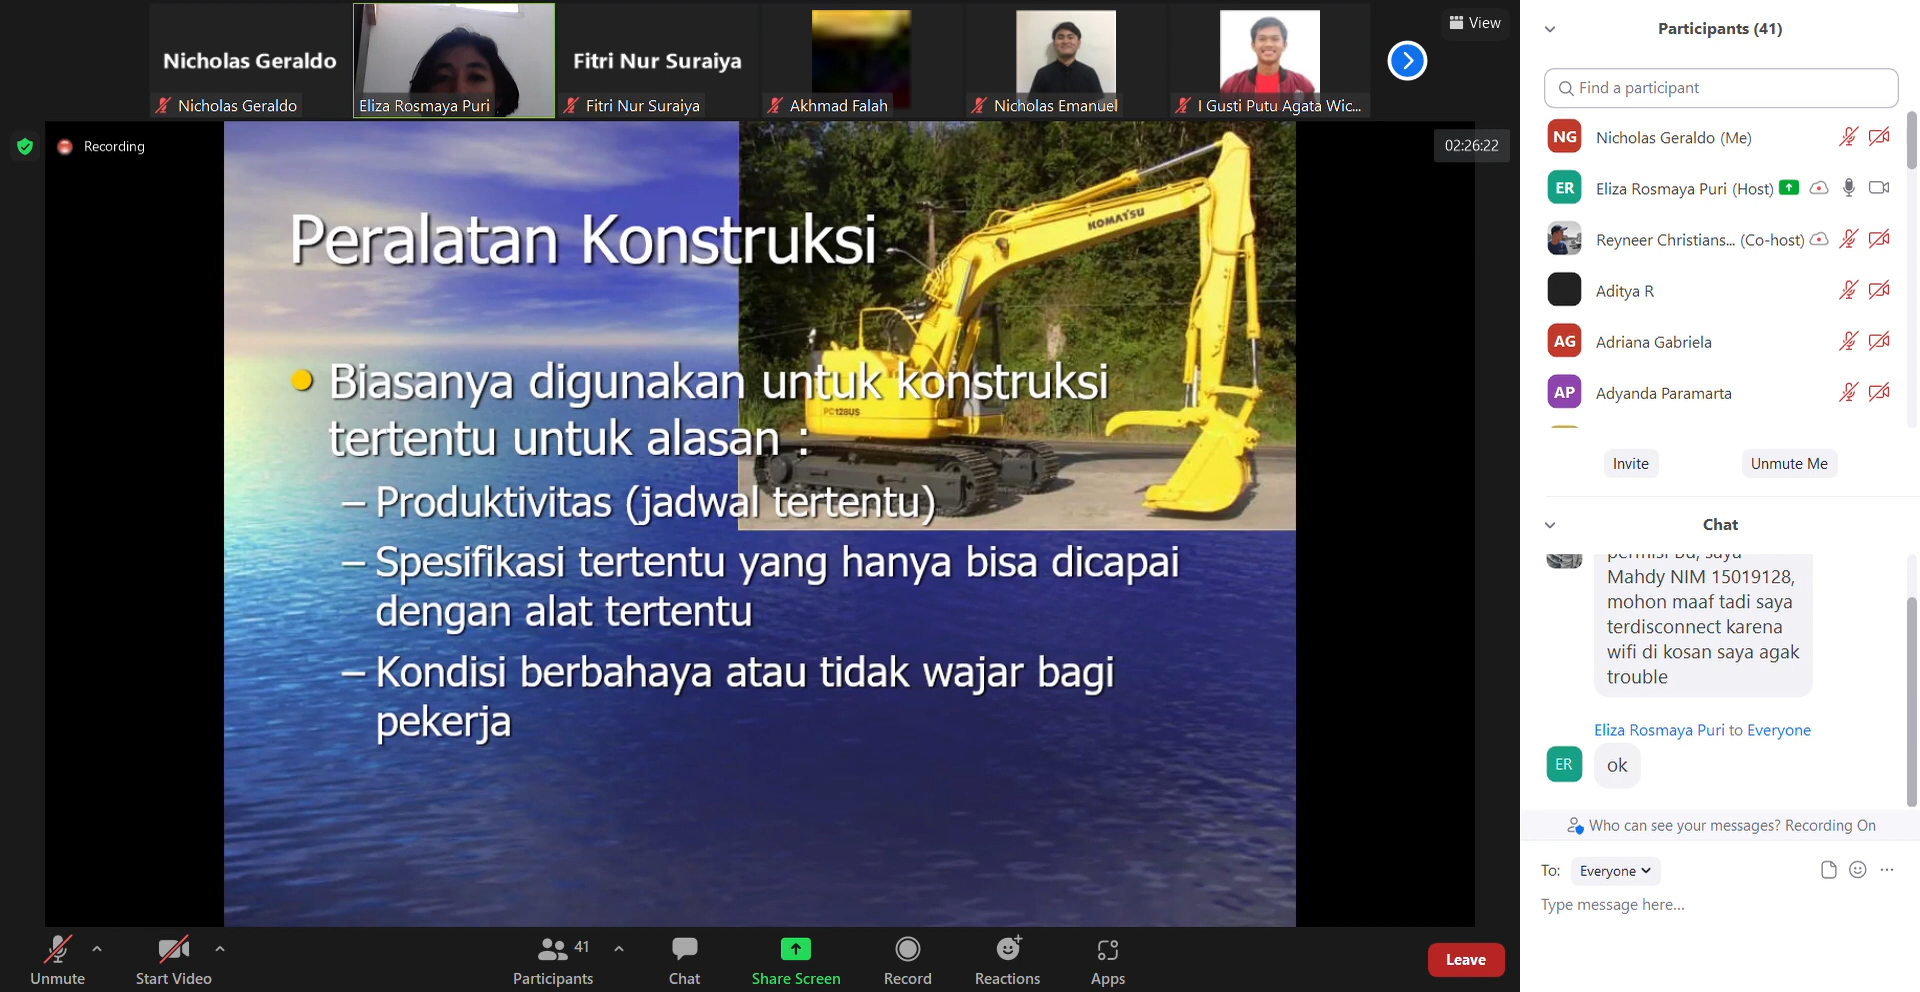 Nicholas Geraldo
Nicholas Geraldo
Eliza Rosmaya Puri
Fitri Nur Suraiya
Fitri Nur Suraiya
Akhmad Falah
Nicholas Emanuel
I Gusti Putu Agata Wic...
View
Recording
02:26:22
Peralatan Konstruksi
KOMATSU
PC128US
Biasanya digunakan untuk konstruksi
tertentu untuk alasan :
– Produktivitas (jadwal tertentu)
– Spesifikasi tertentu yang hanya bisa dicapai
dengan alat tertentu
– Kondisi berbahaya atau tidak wajar bagi
pekerja
Unmute
Start Video
41
Participants
Chat
Share Screen
Record
Reactions
Apps
Leave
Participants (41)
Find a participant
NG Nicholas Geraldo (Me)
ER Eliza Rosmaya Puri (Host)
Reyneer Christians... (Co-host)
Aditya R
AG Adriana Gabriela
AP Adyanda Paramarta
Invite
Unmute Me
Chat
permisi bu, saya
Mahdy NIM 15019128,
mohon maaf tadi saya
terdisconnect karena
wifi di kosan saya agak
trouble
Eliza Rosmaya Puri to Everyone
ER ok
Who can see your messages? Recording On
To: Everyone
Type message here...